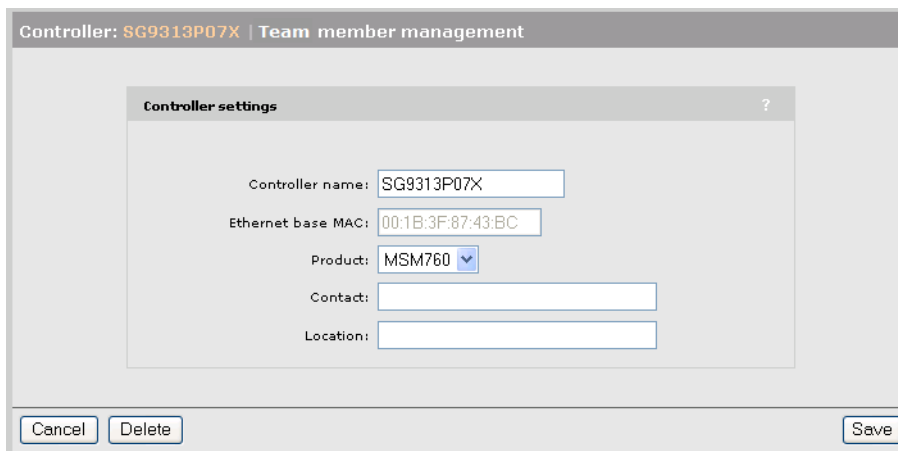 Controller: SG9313P07X | Team member management
Controller settings ?
Controller name: SG9313P07X
Ethernet base MAC: 00:1B:3F:87:43:BC
Product: MSM760
Contact:
Location:
Cancel Delete Save